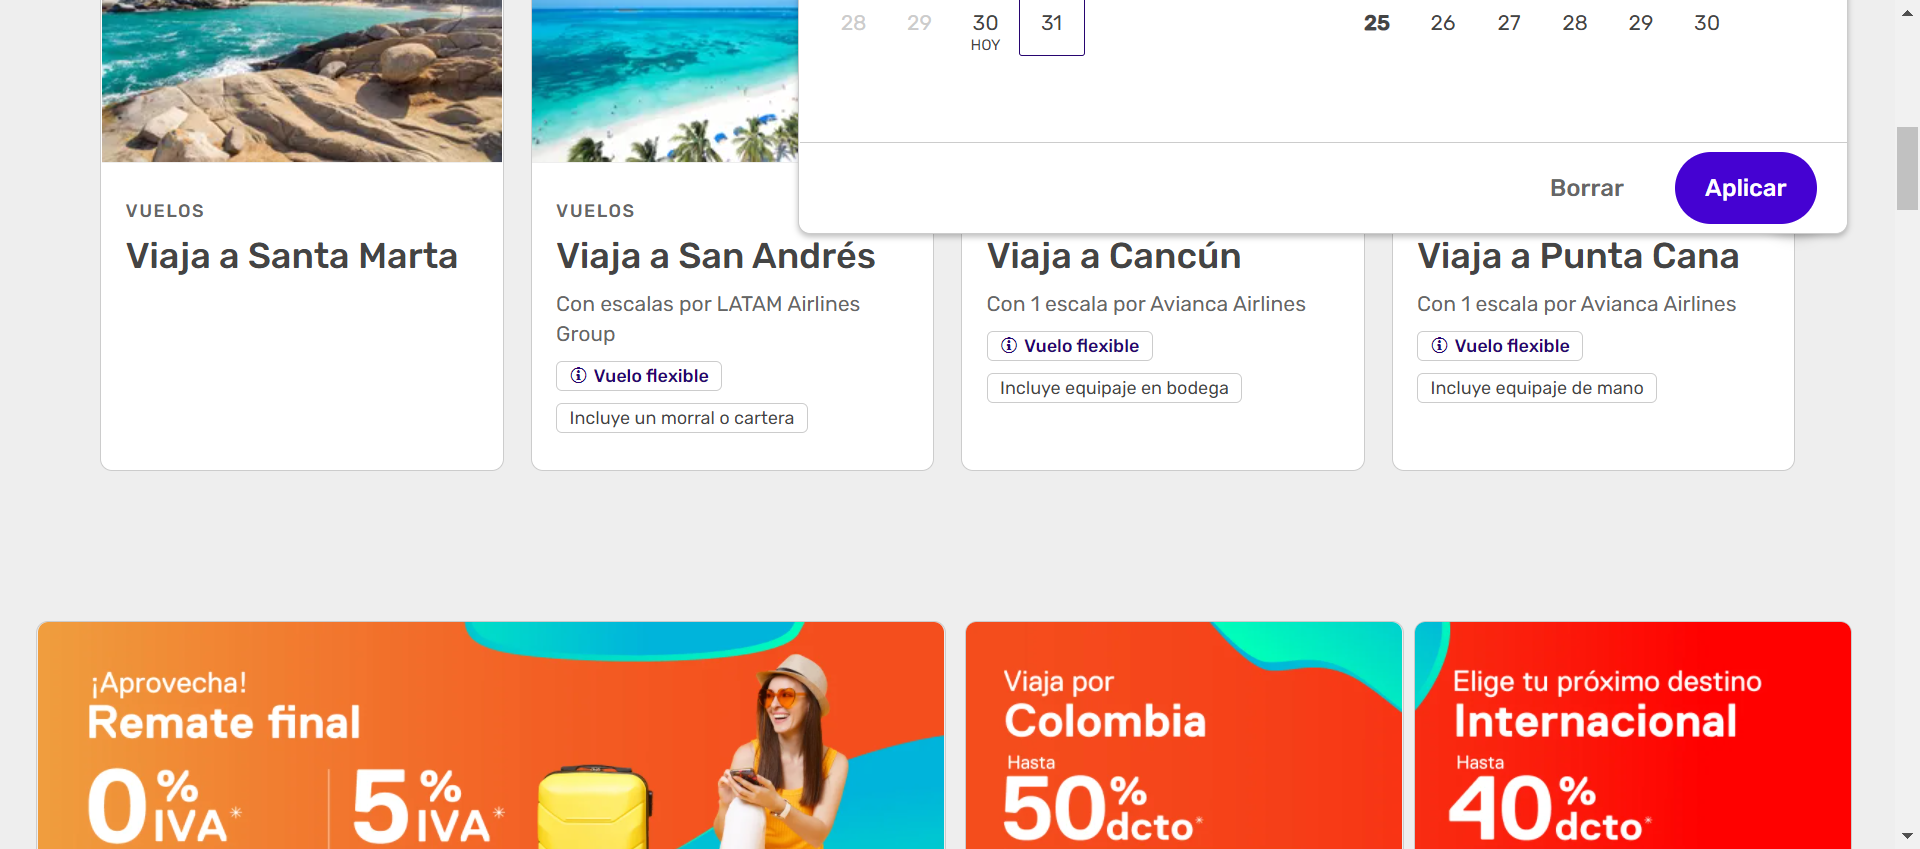 28 29 30 31 25 26 27 28 29 30
HOY
Borrar Aplicar
VUELOS
Viaja a Santa Marta
VUELOS
Viaja a San Andrés
Con escalas por LATAM Airlines
Group
Vuelo flexible
Incluye un morral o cartera
Viaja a Cancún
Con 1 escala por Avianca Airlines
Vuelo flexible
Incluye equipaje en bodega
Viaja a Punta Cana
Con 1 escala por Avianca Airlines
Vuelo flexible
Incluye equipaje de mano
¡Aprovecha!
Remate final
0% IVA* 5% IVA*
Viaja por
Colombia
Hasta
50% dcto*
Elige tu próximo destino
Internacional
Hasta
40% dcto*